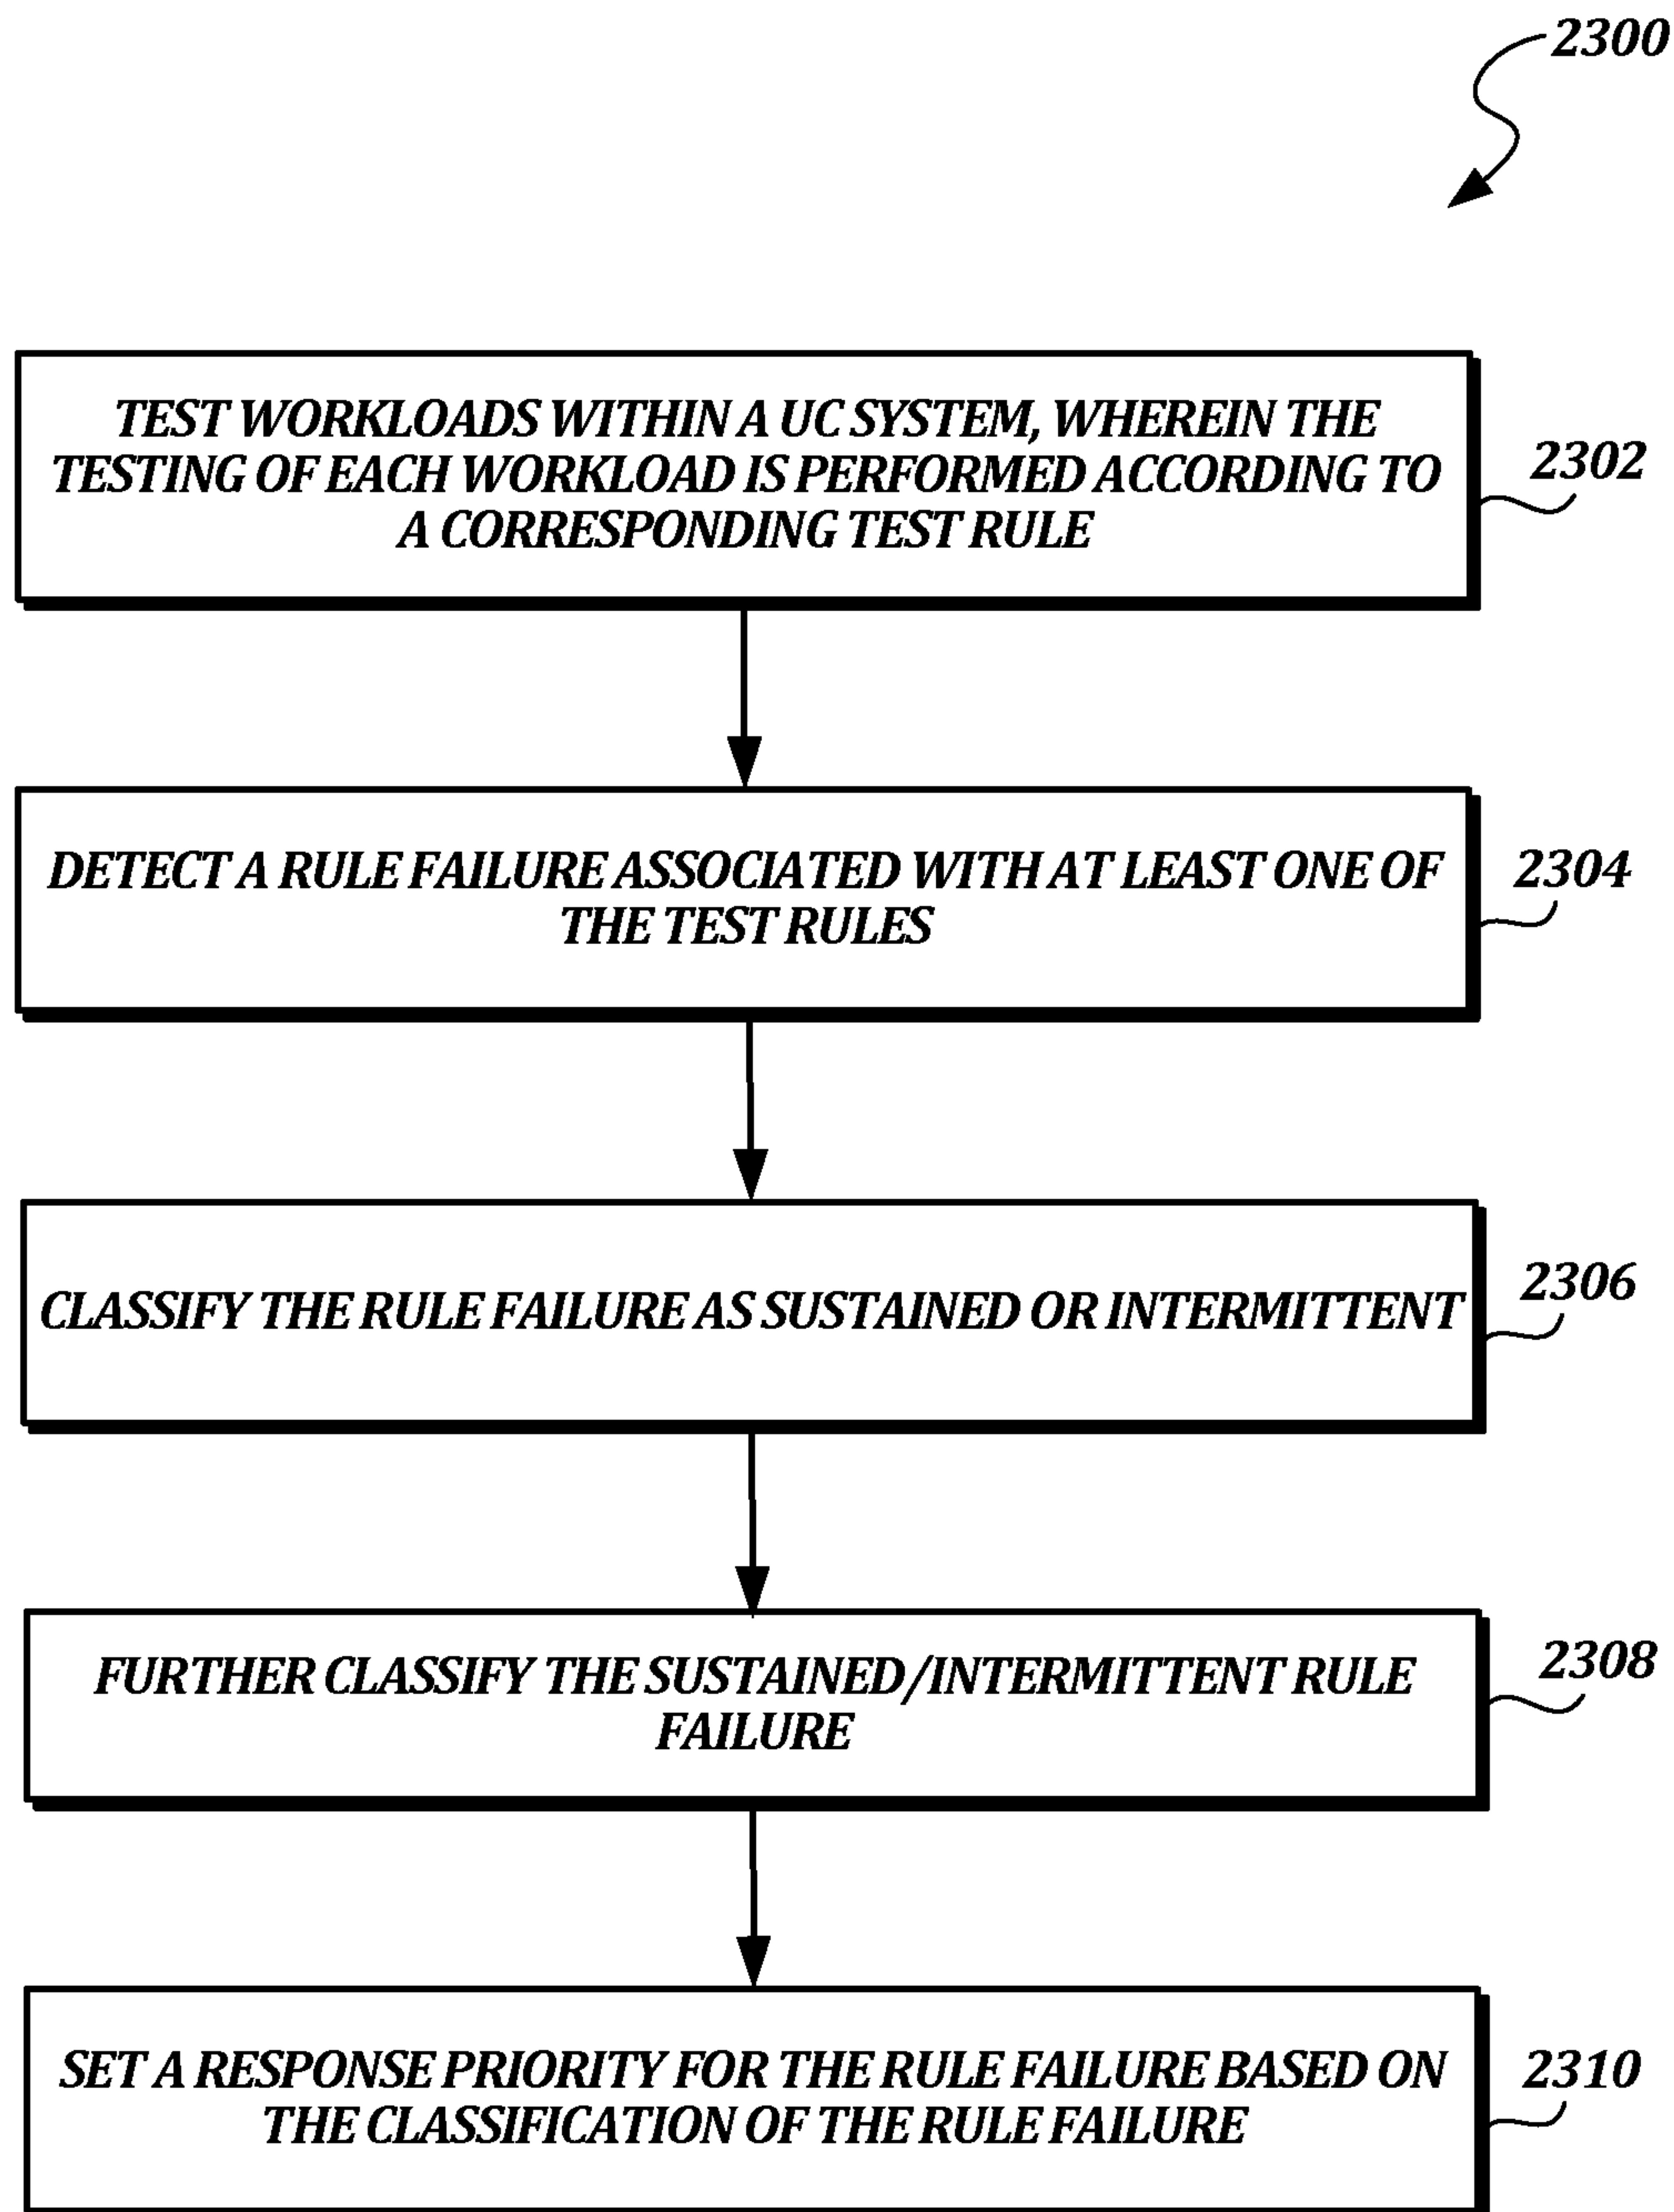 2300
TEST WORKLOADS WITHIN A UC SYSTEM, WHEREIN THE
TESTING OF EACH WORKLOAD IS PERFORMED ACCORDING TO
A CORRESPONDING TEST RULE
2302
DETECT A RULE FAILURE ASSOCIATED WITH AT LEAST ONE OF
THE TEST RULES
2304
CLASSIFY THE RULE FAILURE AS SUSTAINED OR INTERMITTENT
2306
FURTHER CLASSIFY THE SUSTAINED/INTERMITTENT RULE
FAILURE
2308
SET A RESPONSE PRIORITY FOR THE RULE FAILURE BASED ON
THE CLASSIFICATION OF THE RULE FAILURE
2310